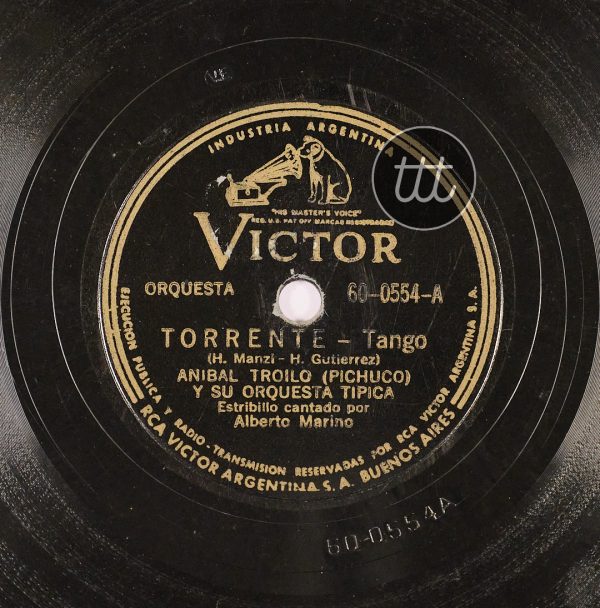 INDUSTRIA ARGENTINA
ttt
"HIS MASTER'S VOICE"
REG. U.S. PAT OFF MARCAS REGISTRADAS
VICTOR
ORQUESTA
60-0554-A
TORRENTE - Tango
(H. Manzi - H. Gutierrez)
ANIBAL TROILO (PICHUCO)
Y SU ORQUESTA TIPICA
Estribillo cantado por
Alberto Marino
EJECUCION PUBLICA Y RADIO-TRANSMISION RESERVADAS POR RCA VICTOR ARGENTINA S.A.
RCA VICTOR ARGENTINA S.A. BUENOS AIRES
60-0554A